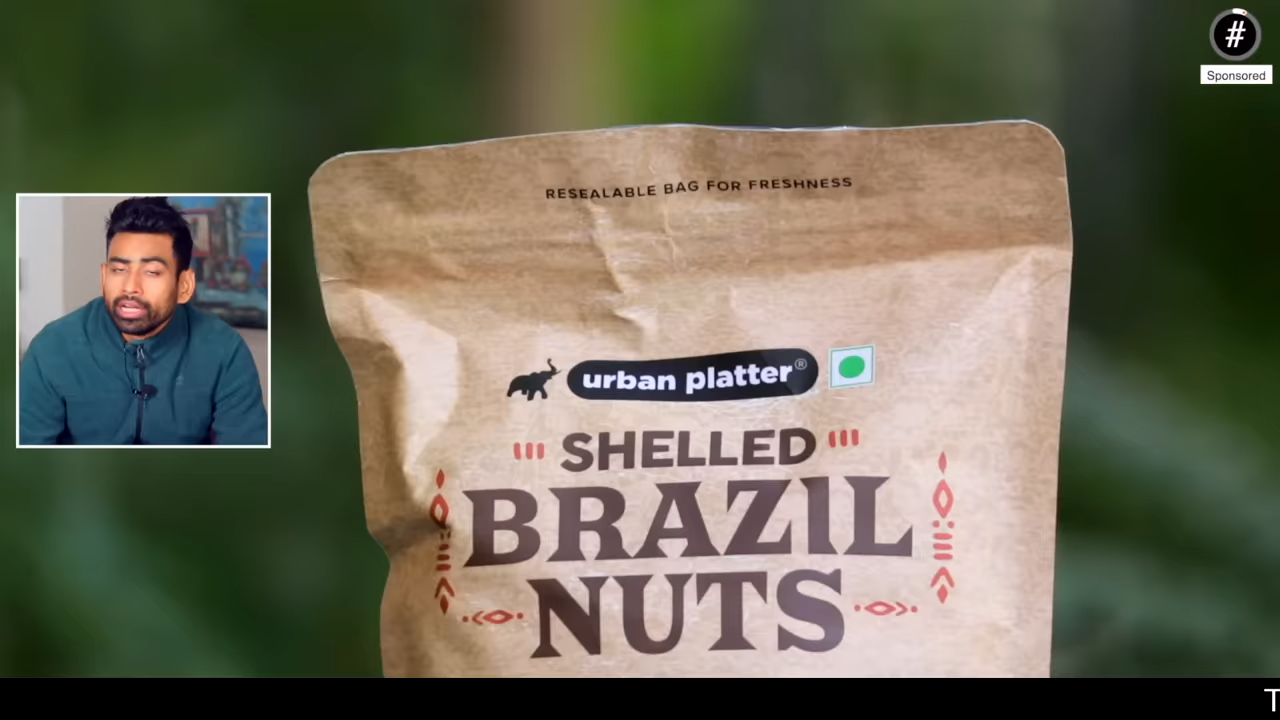 #
Sponsored
RESEALABLE BAG FOR FRESHNESS
urban platter®
SHELLED
BRAZIL
NUTS
T